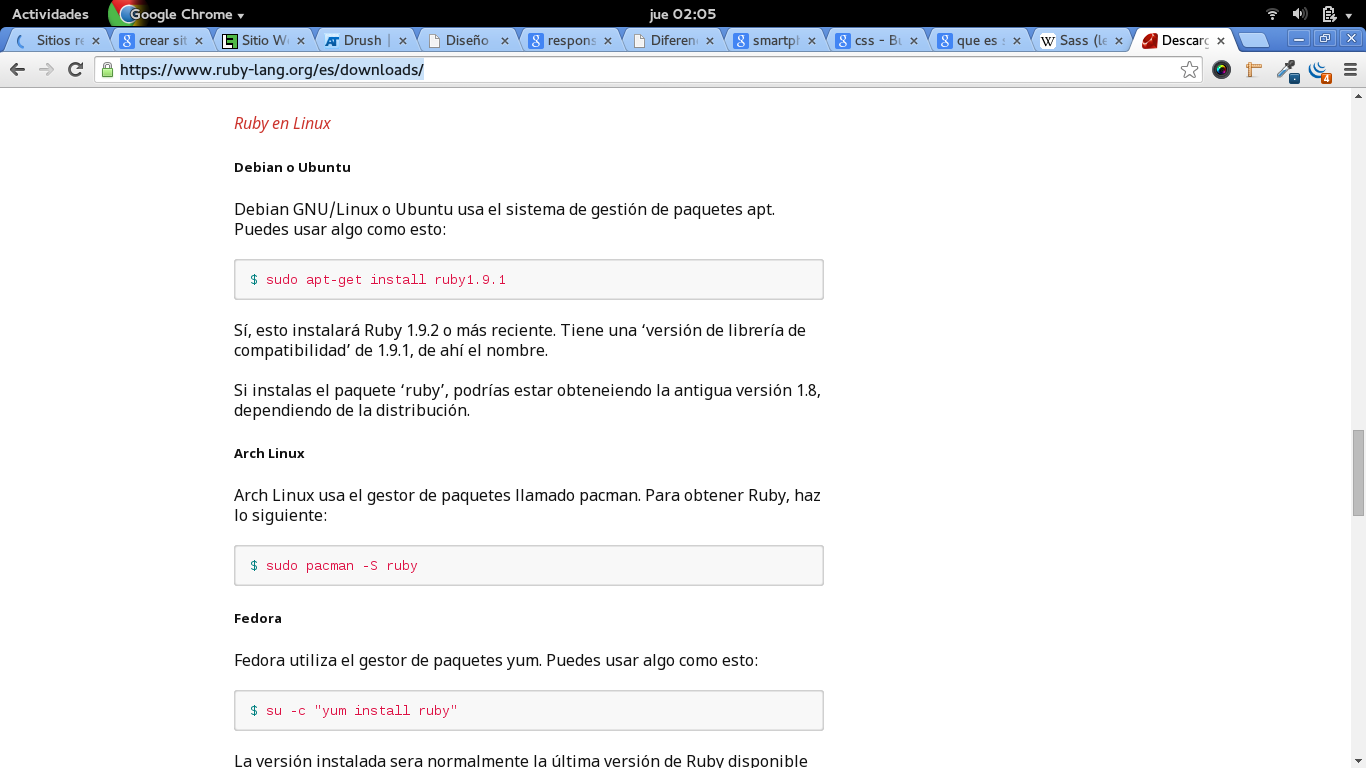 Actividades Google Chrome jue 02:05
Sitios re crear sit Sitio We Drush | Diseño respons Diferen smartph css - Bu que es s Sass (le Descarg
https://www.ruby-lang.org/es/downloads/
4
Ruby en Linux
Debian o Ubuntu
Debian GNU/Linux o Ubuntu usa el sistema de gestión de paquetes apt.
Puedes usar algo como esto:
$ sudo apt-get install ruby1.9.1
Sí, esto instalará Ruby 1.9.2 o más reciente. Tiene una ‘versión de librería de
compatibilidad’ de 1.9.1, de ahí el nombre.
Si instalas el paquete ‘ruby’, podrías estar obteneiendo la antigua versión 1.8,
dependiendo de la distribución.
Arch Linux
Arch Linux usa el gestor de paquetes llamado pacman. Para obtener Ruby, haz
lo siguiente:
$ sudo pacman -S ruby
Fedora
Fedora utiliza el gestor de paquetes yum. Puedes usar algo como esto:
$ su -c "yum install ruby"
La versión instalada sera normalmente la última versión de Ruby disponible